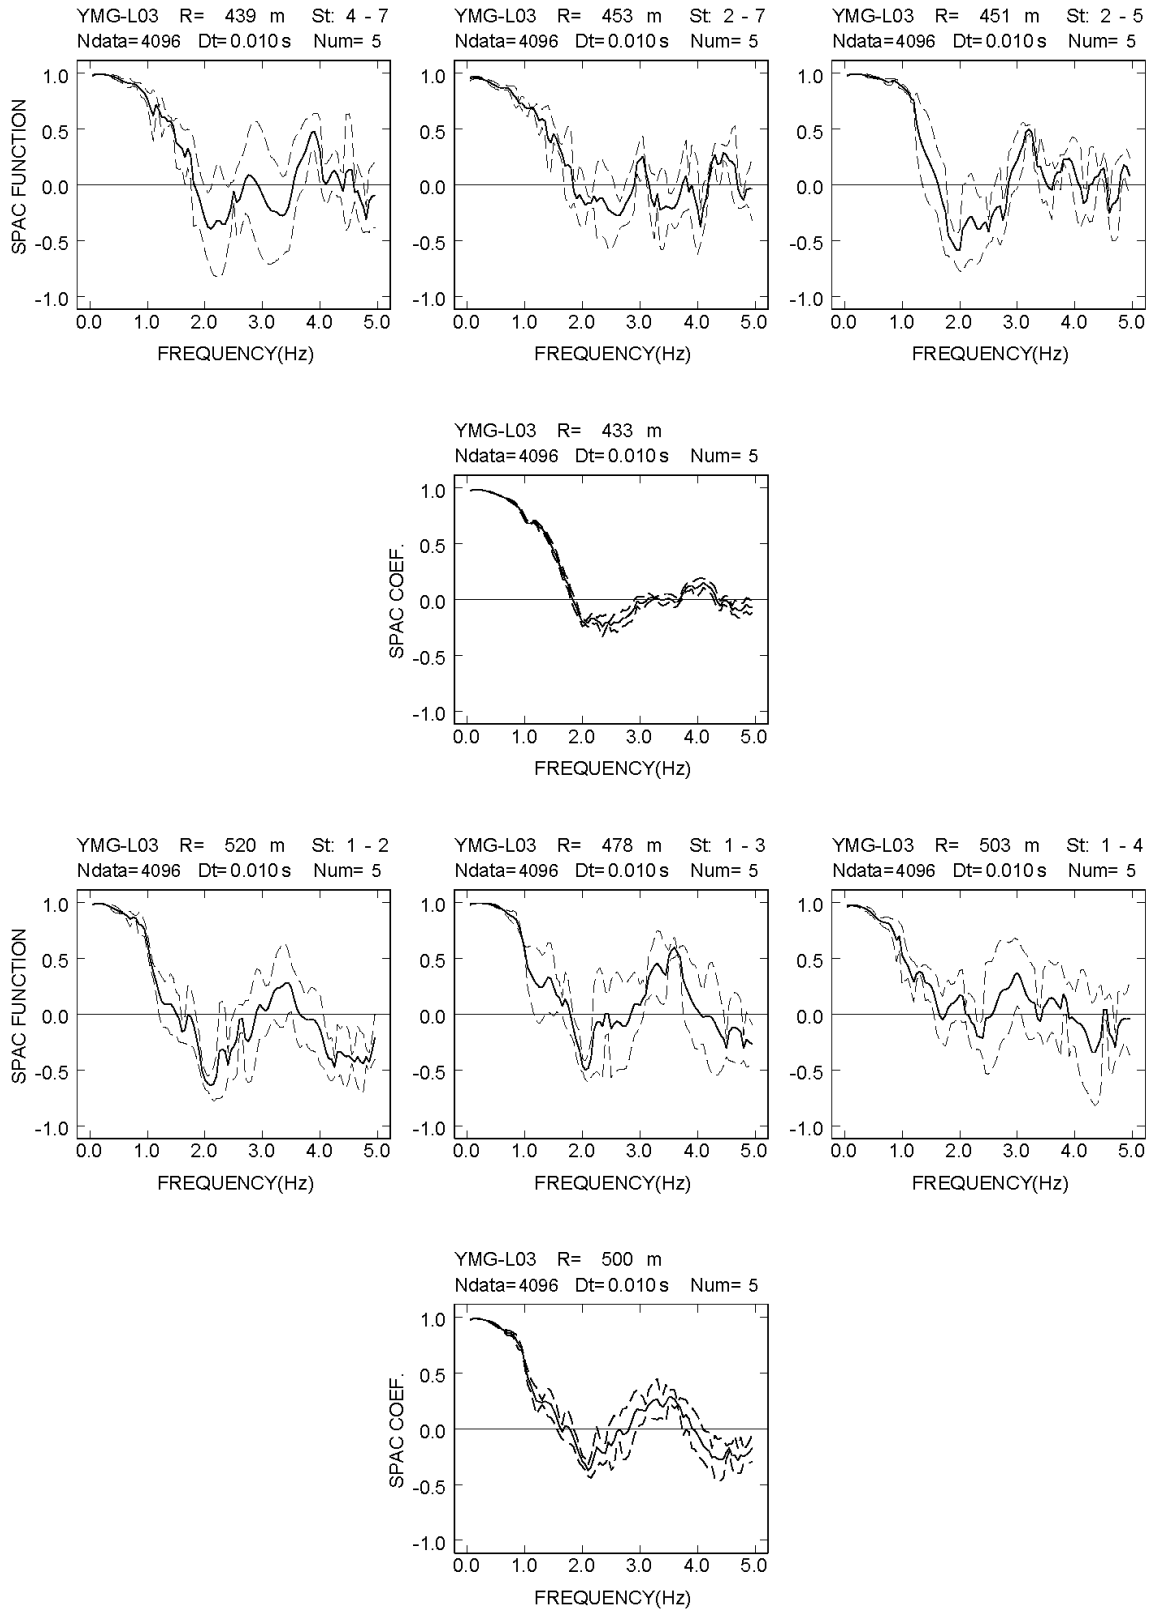 YMG-L03 R= 439 m St: 4 - 7
Ndata=4096 Dt=0.010 s Num= 5
YMG-L03 R= 453 m St: 2 - 7
Ndata=4096 Dt=0.010 s Num= 5
YMG-L03 R= 451 m St: 2 - 5
Ndata=4096 Dt=0.010 s Num= 5
SPAC FUNCTION
1.0
0.5
0.0
-0.5
-1.0
0.0 1.0 2.0 3.0 4.0 5.0
FREQUENCY(Hz)
1.0
0.5
0.0
-0.5
-1.0
0.0 1.0 2.0 3.0 4.0 5.0
FREQUENCY(Hz)
1.0
0.5
0.0
-0.5
-1.0
0.0 1.0 2.0 3.0 4.0 5.0
FREQUENCY(Hz)
YMG-L03 R= 433 m
Ndata=4096 Dt=0.010 s Num= 5
SPAC COEF.
1.0
0.5
0.0
-0.5
-1.0
0.0 1.0 2.0 3.0 4.0 5.0
FREQUENCY(Hz)
YMG-L03 R= 520 m St: 1 - 2
Ndata=4096 Dt=0.010 s Num= 5
YMG-L03 R= 478 m St: 1 - 3
Ndata=4096 Dt=0.010 s Num= 5
YMG-L03 R= 503 m St: 1 - 4
Ndata=4096 Dt=0.010 s Num= 5
SPAC FUNCTION
1.0
0.5
0.0
-0.5
-1.0
0.0 1.0 2.0 3.0 4.0 5.0
FREQUENCY(Hz)
1.0
0.5
0.0
-0.5
-1.0
0.0 1.0 2.0 3.0 4.0 5.0
FREQUENCY(Hz)
1.0
0.5
0.0
-0.5
-1.0
0.0 1.0 2.0 3.0 4.0 5.0
FREQUENCY(Hz)
YMG-L03 R= 500 m
Ndata=4096 Dt=0.010 s Num= 5
SPAC COEF.
1.0
0.5
0.0
-0.5
-1.0
0.0 1.0 2.0 3.0 4.0 5.0
FREQUENCY(Hz)